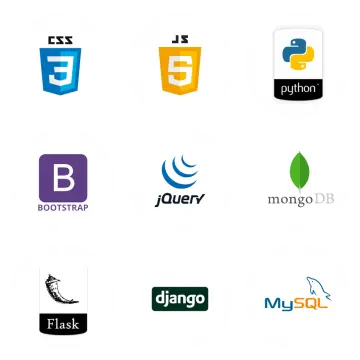 CSS
3
JS
5
python
B
BOOTSTRAP
jQuery
mongoDB
Flask
django
MySQL